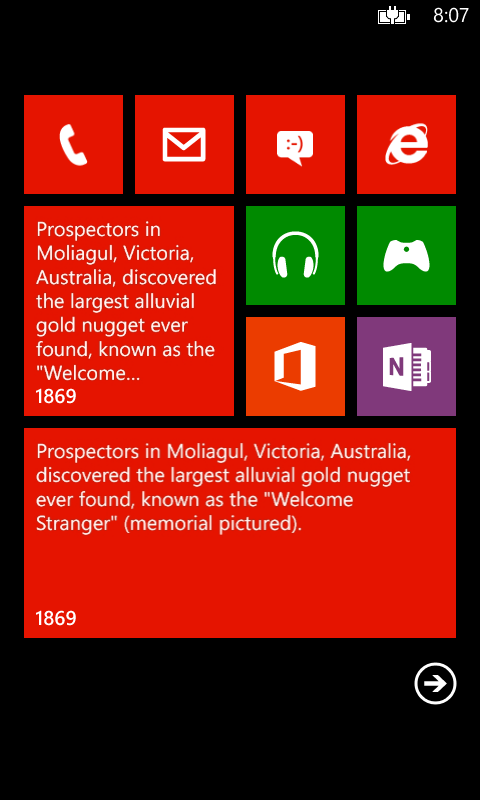 8:07
:-)
Prospectors in
Moliagul, Victoria,
Australia, discovered
the largest alluvial
gold nugget ever
found, known as the
"Welcome...
1869
N
Prospectors in Moliagul, Victoria, Australia,
discovered the largest alluvial gold nugget
ever found, known as the "Welcome
Stranger" (memorial pictured).
1869